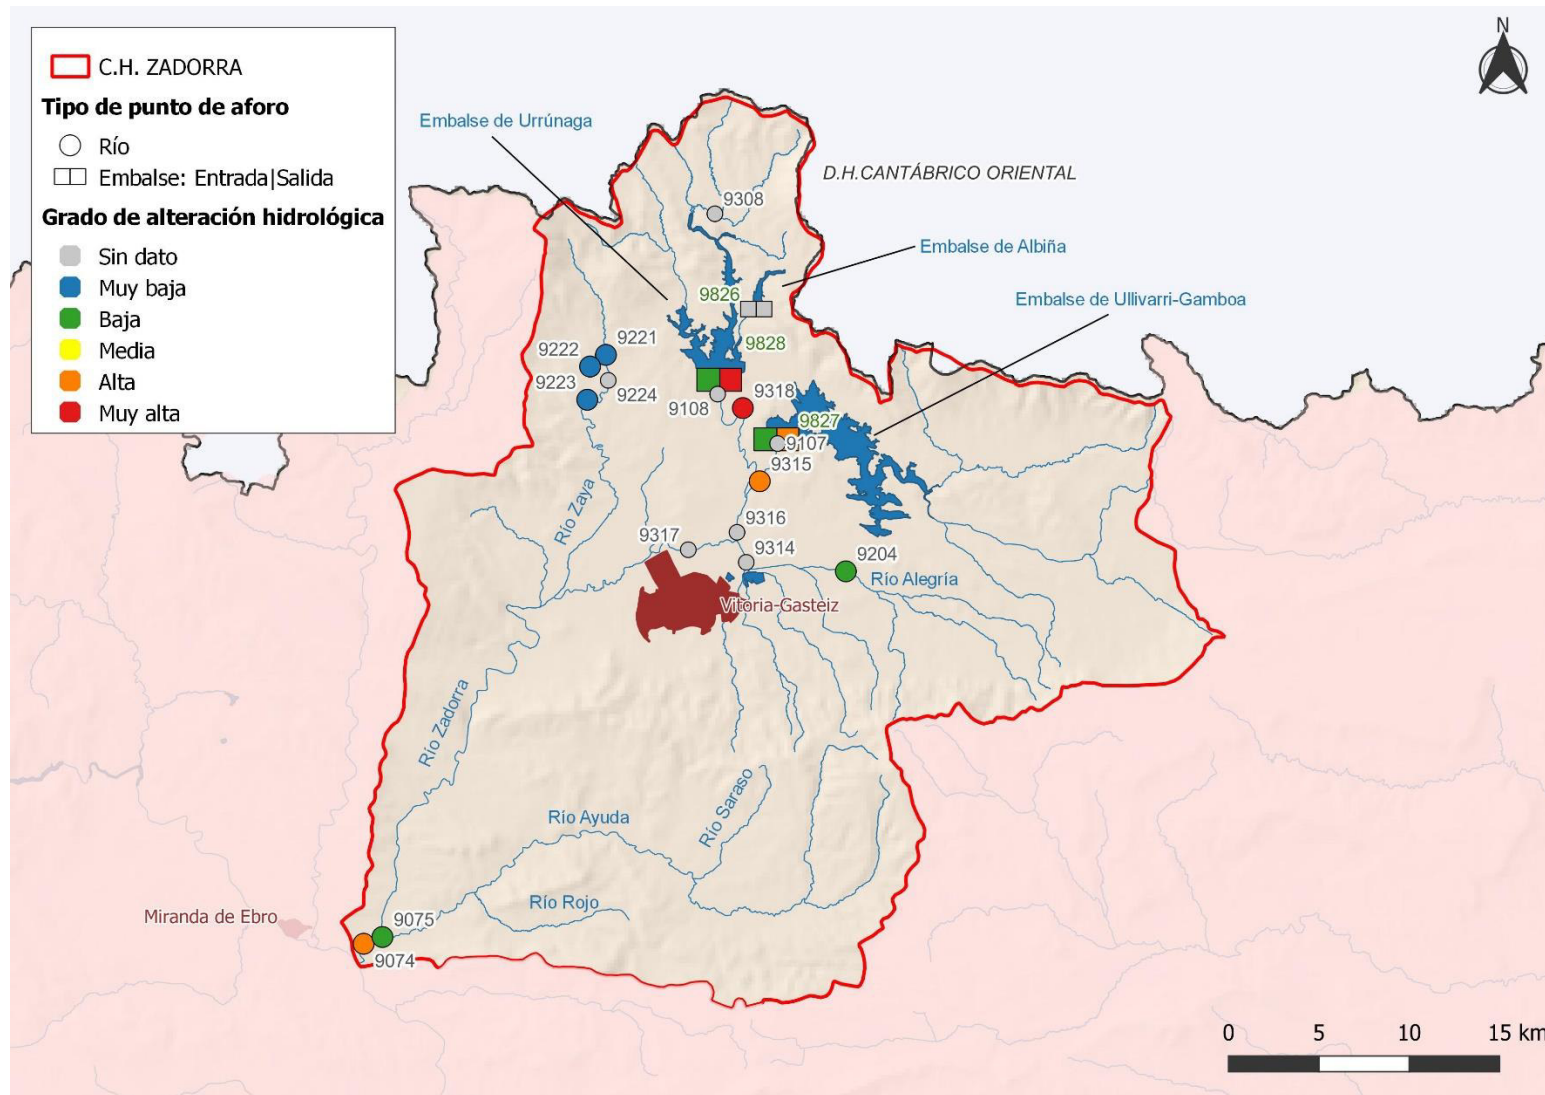 C.H. ZADORRA
Tipo de punto de aforo
Río
Embalse: Entrada|Salida
Grado de alteración hidrológica
Sin dato
Muy baja
Baja
Media
Alta
Muy alta
N
Embalse de Urrúnaga
D.H.CANTÁBRICO ORIENTAL
9308
Embalse de Albiña
9826
Embalse de Ullivarri-Gamboa
9828
9221
9222
9223
9224
9108
9318
9827
9107
9315
Río Zaya
9316
9317
9314
9204
Río Alegría
Vitoria-Gasteiz
Río Zadorra
Río Saraso
Río Ayuda
Río Rojo
Miranda de Ebro
9075
9074
0 5 10 15 km